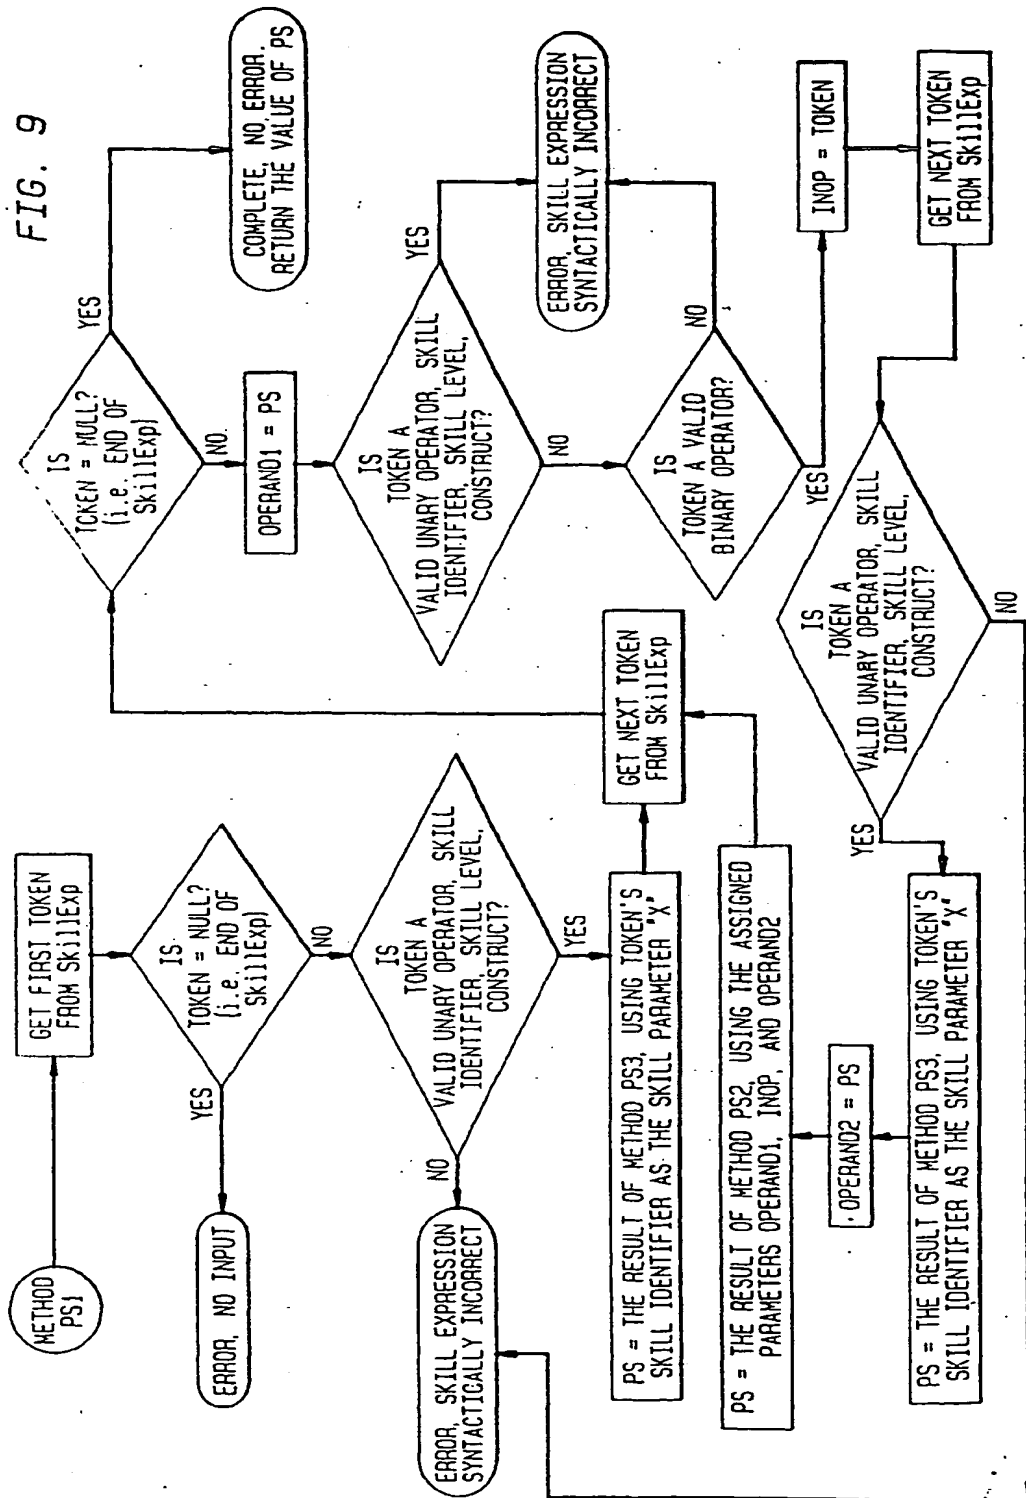 FIG. 9
METHOD
PS1
GET FIRST TOKEN
FROM SkillExp
IS
TOKEN = NULL?
(i.e. END OF
SkillExp)
YES
NO
ERROR, NO INPUT
IS
TOKEN A
VALID UNARY OPERATOR, SKILL
IDENTIFIER, SKILL LEVEL,
CONSTRUCT?
NO
YES
ERROR, SKILL EXPRESSION
SYNTACTICALLY INCORRECT
PS = THE RESULT OF METHOD PS3, USING TOKEN'S
SKILL IDENTIFIER AS THE SKILL PARAMETER "X"
GET NEXT TOKEN
FROM SkillExp
IS
TOKEN = NULL?
(i.e. END OF
SkillExp)
YES
NO
COMPLETE, NO ERROR.
RETURN THE VALUE OF PS
OPERAND1 = PS
IS
TOKEN A
VALID UNARY OPERATOR, SKILL
IDENTIFIER, SKILL LEVEL,
CONSTRUCT?
YES
NO
ERROR, SKILL EXPRESSION
SYNTACTICALLY INCORRECT
IS
TOKEN A VALID
BINARY OPERATOR?
NO
YES
INOP = TOKEN
GET NEXT TOKEN
FROM SkillExp
IS
TOKEN A
VALID UNARY OPERATOR, SKILL
IDENTIFIER, SKILL LEVEL,
CONSTRUCT?
YES
NO
PS = THE RESULT OF METHOD PS3, USING TOKEN'S
SKILL IDENTIFIER AS THE SKILL PARAMETER "X"
OPERAND2 = PS
PS = THE RESULT OF METHOD PS2, USING THE ASSIGNED
PARAMETERS OPERAND1, INOP, AND OPERAND2